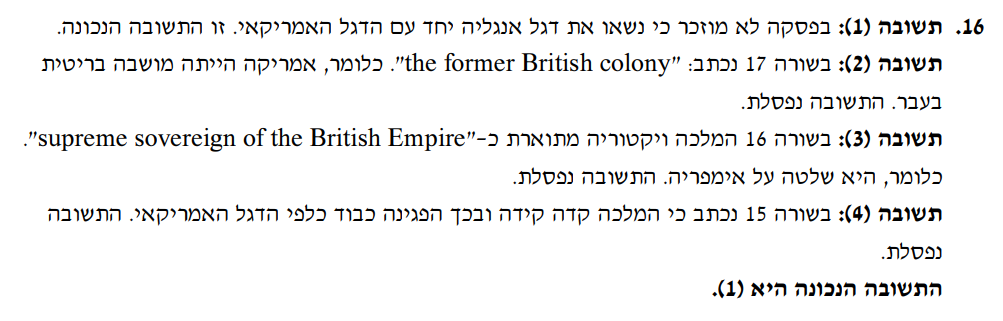 16. תשובה (1): בפסקה לא מוזכר כי נשאו את דגל אנגליה יחד עם הדגל האמריקאי. זו התשובה הנכונה.
תשובה (2): בשורה 17 נכתב: "the former British colony". כלומר, אמריקה הייתה מושבה בריטית
בעבר. התשובה נפסלת.
תשובה (3): בשורה 16 המלכה ויקטוריה מתוארת כ-"supreme sovereign of the British Empire".
כלומר, היא שלטה על אימפריה. התשובה נפסלת.
תשובה (4): בשורה 15 נכתב כי המלכה קדה קידה ובכך הפגינה כבוד כלפי הדגל האמריקאי. התשובה
נפסלת.
התשובה הנכונה היא (1).